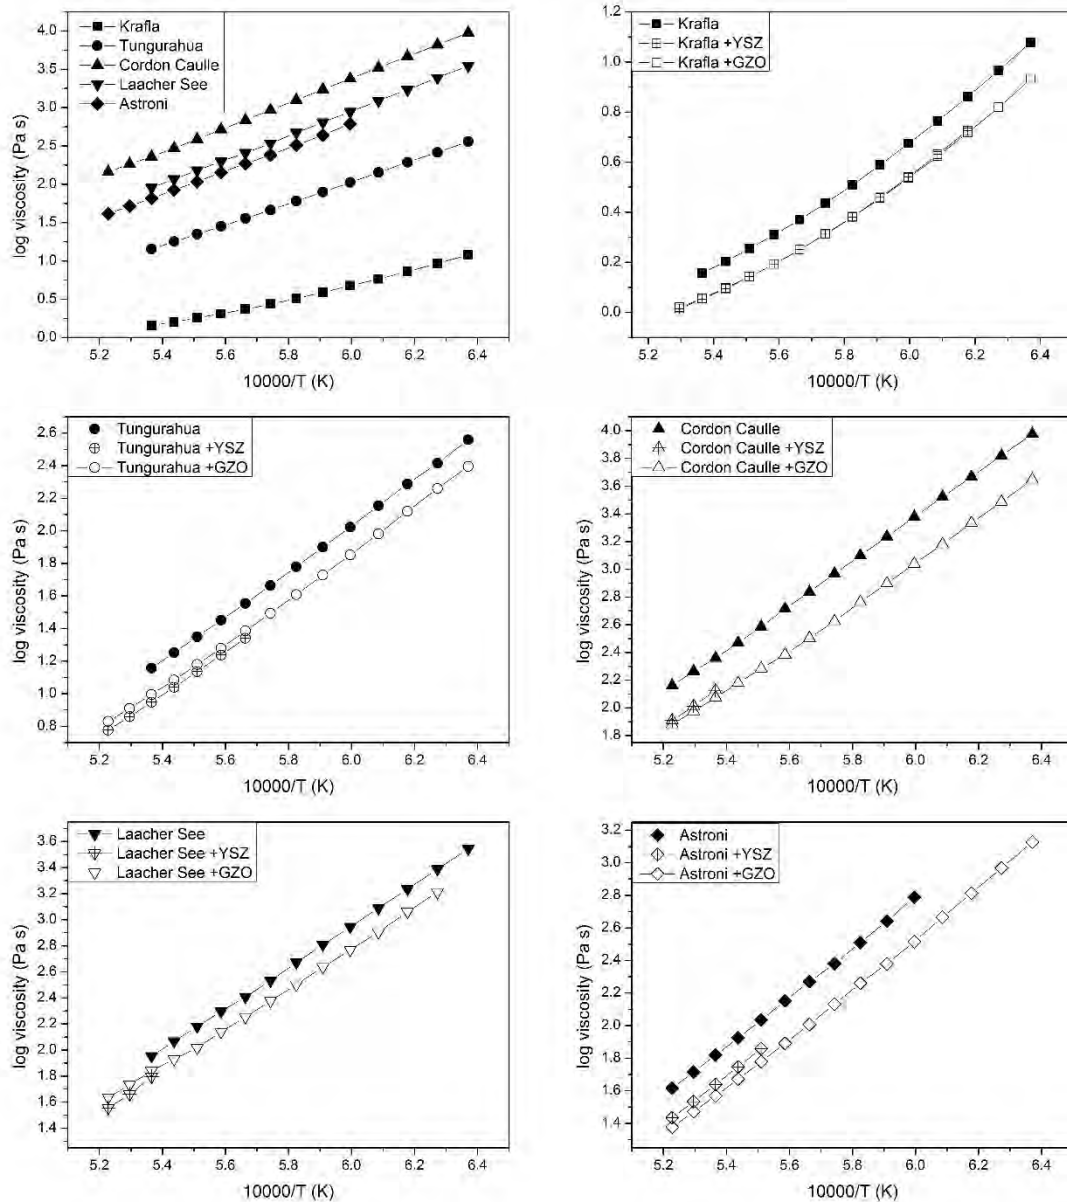 Krafla
Tungurahua
Cordon Caulle
Laacher See
Astroni
log viscosity (Pa s)
4.0
3.5
3.0
2.5
2.0
1.5
1.0
0.5
0.0
5.2 5.4 5.6 5.8 6.0 6.2 6.4
10000/T (K)
Krafla
Krafla +YSZ
Krafla +GZO
log viscosity (Pa s)
1.2
1.0
0.8
0.6
0.4
0.2
0.0
5.2 5.4 5.6 5.8 6.0 6.2 6.4
10000/T (K)
Tungurahua
Tungurahua +YSZ
Tungurahua +GZO
log viscosity (Pa s)
2.6
2.4
2.2
2.0
1.8
1.6
1.4
1.2
1.0
0.8
5.2 5.4 5.6 5.8 6.0 6.2 6.4
10000/T (K)
Cordon Caulle
Cordon Caulle +YSZ
Cordon Caulle +GZO
log viscosity (Pa s)
4.0
3.8
3.6
3.4
3.2
3.0
2.8
2.6
2.4
2.2
2.0
1.8
5.2 5.4 5.6 5.8 6.0 6.2 6.4
10000/T (K)
Laacher See
Laacher See +YSZ
Laacher See +GZO
log viscosity (Pa s)
3.6
3.4
3.2
3.0
2.8
2.6
2.4
2.2
2.0
1.8
1.6
1.4
5.2 5.4 5.6 5.8 6.0 6.2 6.4
10000/T (K)
Astroni
Astroni +YSZ
Astroni +GZO
log viscosity (Pa s)
3.2
3.0
2.8
2.6
2.4
2.2
2.0
1.8
1.6
1.4
5.2 5.4 5.6 5.8 6.0 6.2 6.4
10000/T (K)